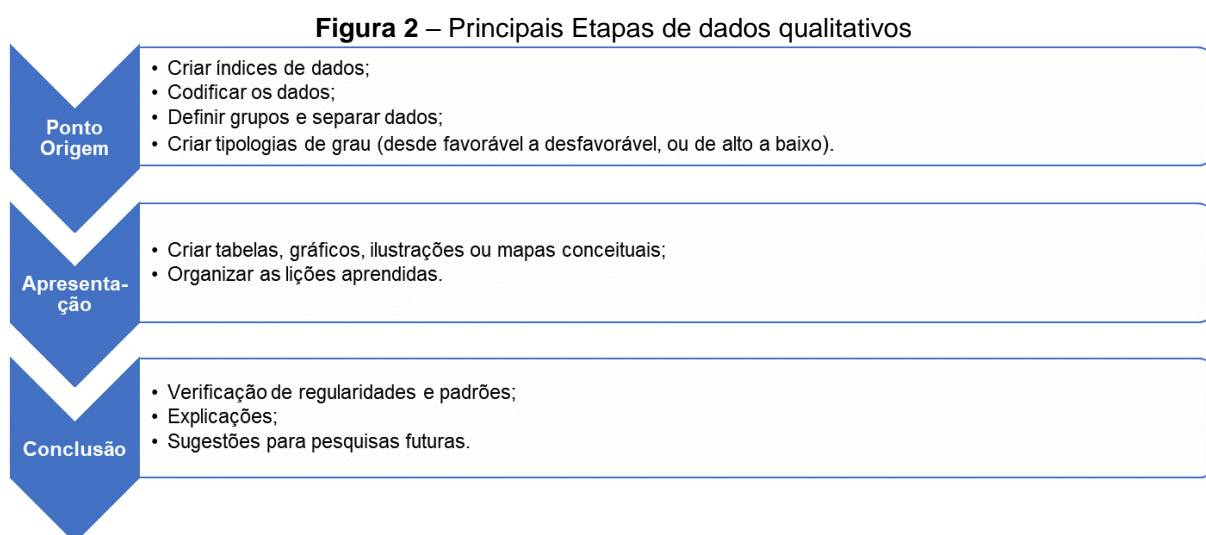 Figura 2 – Principais Etapas de dados qualitativos
Ponto
Origem
• Criar índices de dados;
• Codificar os dados;
• Definir grupos e separar dados;
• Criar tipologias de grau (desde favorável a desfavorável, ou de alto a baixo).
Apresenta-
ção
• Criar tabelas, gráficos, ilustrações ou mapas conceituais;
• Organizar as lições aprendidas.
Conclusão
• Verificação de regularidades e padrões;
• Explicações;
• Sugestões para pesquisas futuras.